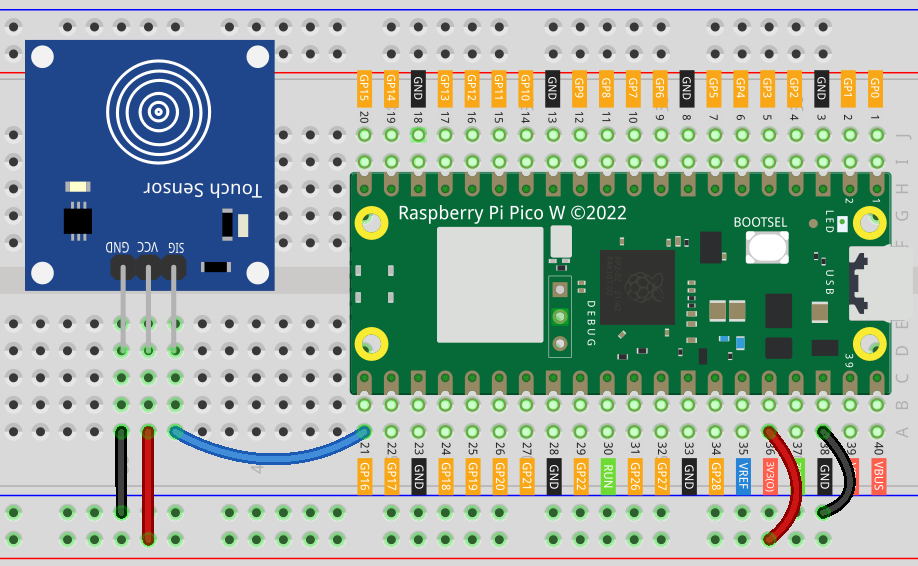 GP15 GP14 GND GP13 GP12 GP11 GP10 GND GP9 GP8 GP7 GP6 GND GP5 GP4 GP3 GP2 GND GP1 GP0
20 19 18 17 16 15 14 13 12 11 10 9 8 7 6 5 4 3 2 1
J
I
H
G
F
Touch Sensor
GND VCC SIG
Raspberry Pi Pico W ©2022
BOOTSEL
LED
2
1
USB
DEBUG
39
E
D
C
B
A
21 22 23 24 25 26 27 28 29 30 31 32 33 34 35 36 37 38 39 40
GP16 GP17 GND GP18 GP19 GP20 GP21 GND GP22 RUN GP26 GP27 GND GP28 VREF 3V3(O) GND VBUS